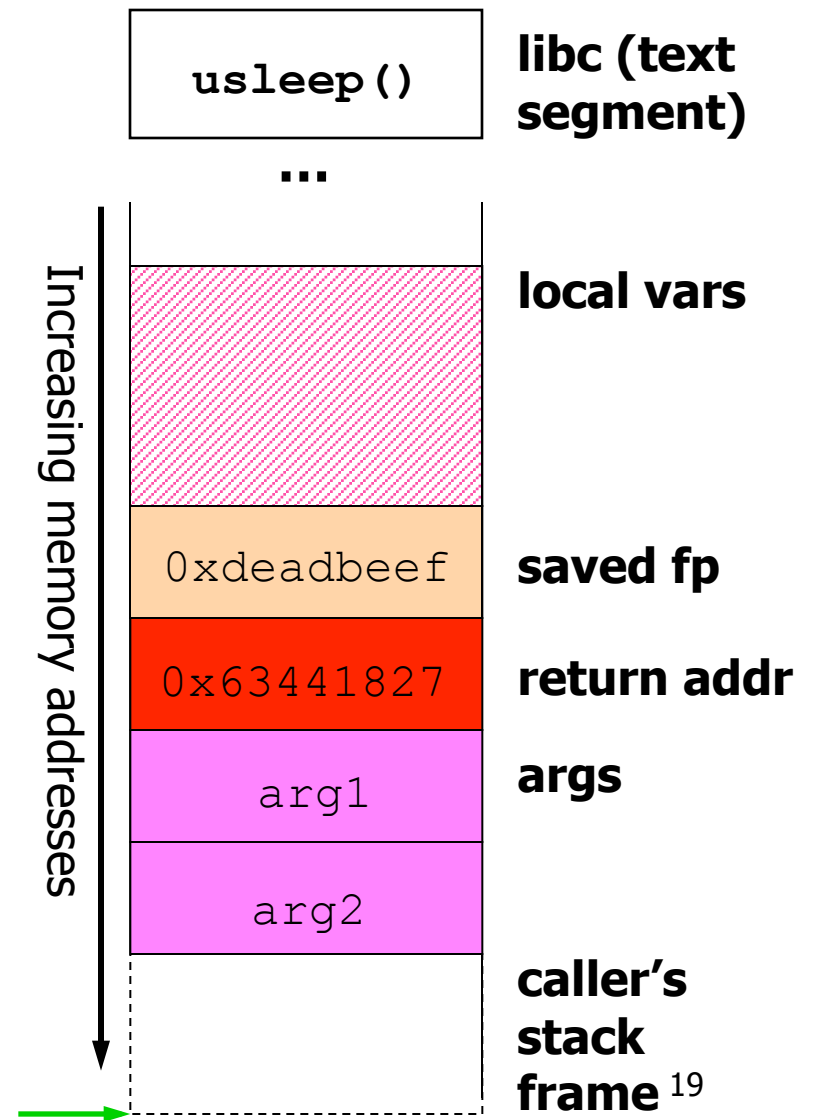 usleep()
libc (text
segment)
...
Increasing memory addresses
local vars
0xdeadbeef
saved fp
0x63441827
return addr
arg1
args
arg2
caller’s
stack
frame 19